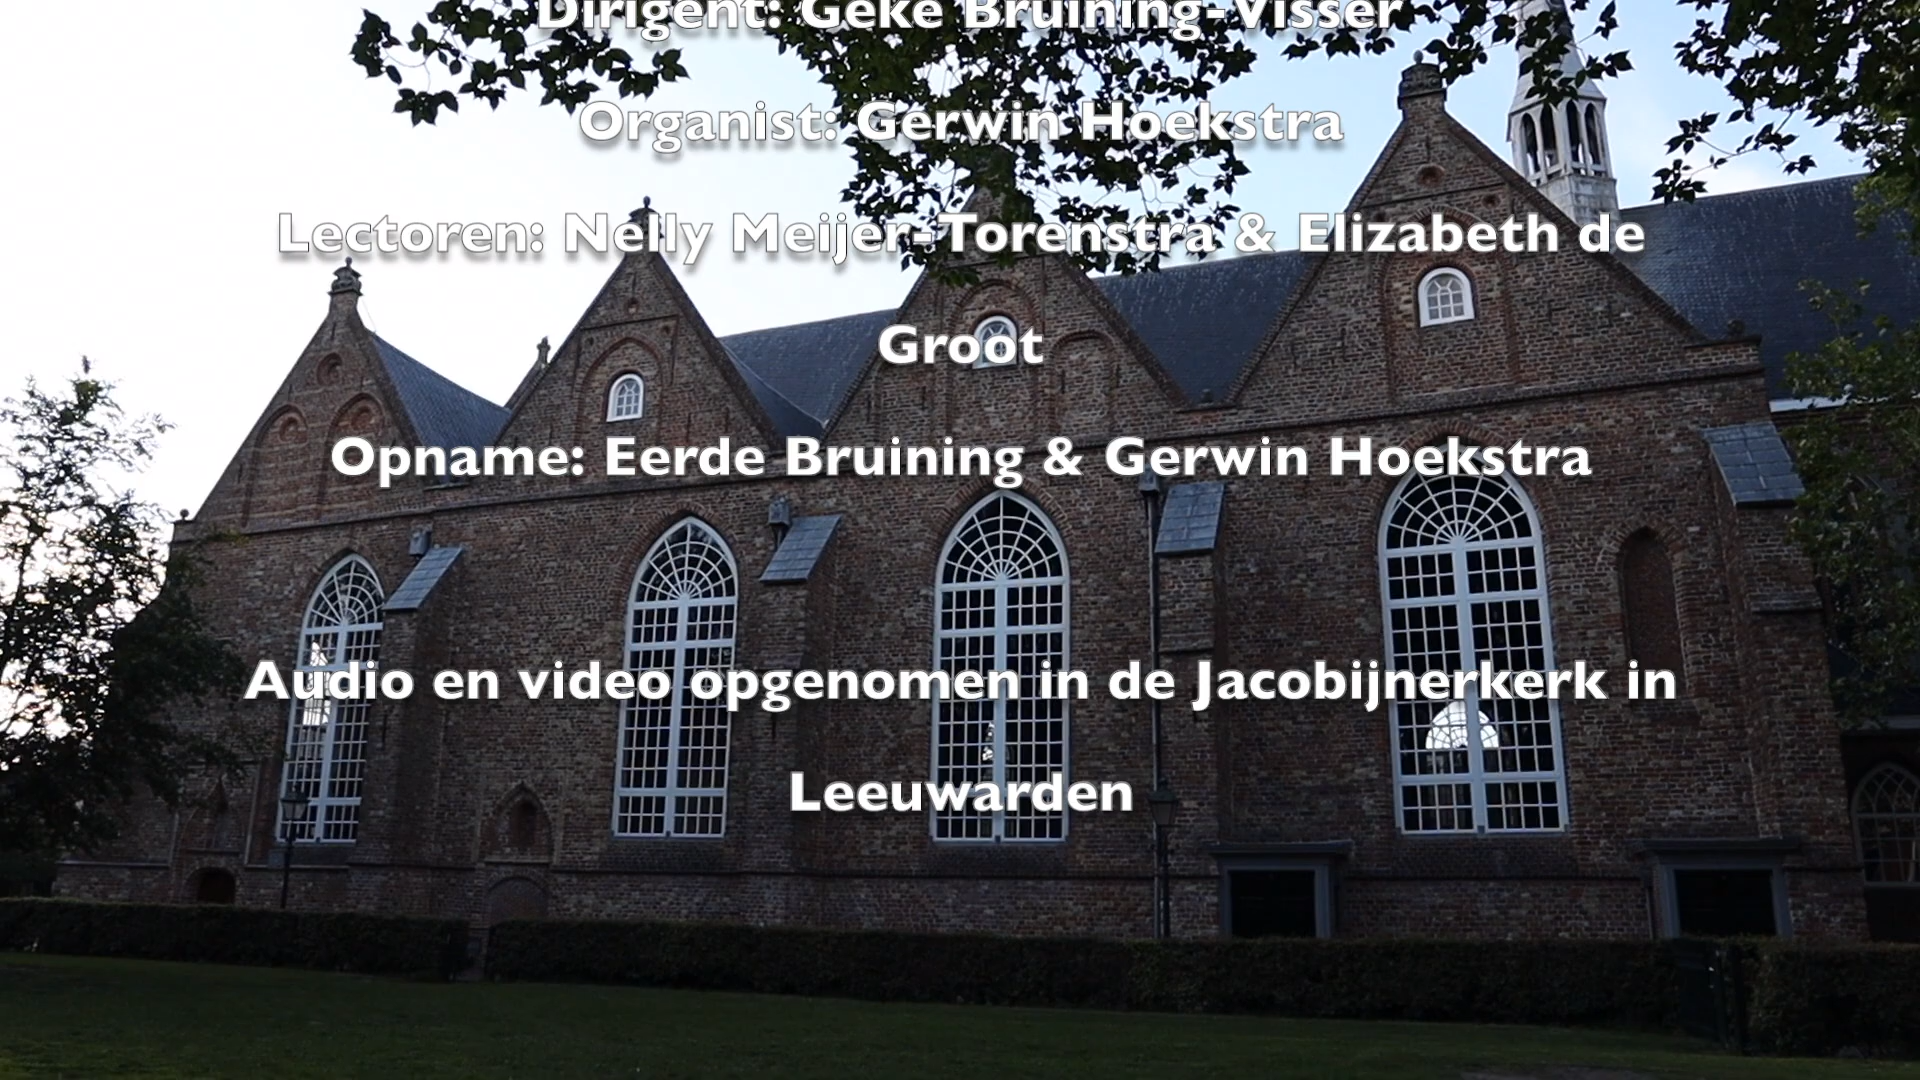 Dirigent: Geke Bruining-Visser
Organist: Gerwin Hoekstra
Lectoren: Nelly Meijer-Torenstra & Elizabeth de
Groot
Opname: Eerde Bruining & Gerwin Hoekstra
Audio en video opgenomen in de Jacobijnerkerk in
Leeuwarden